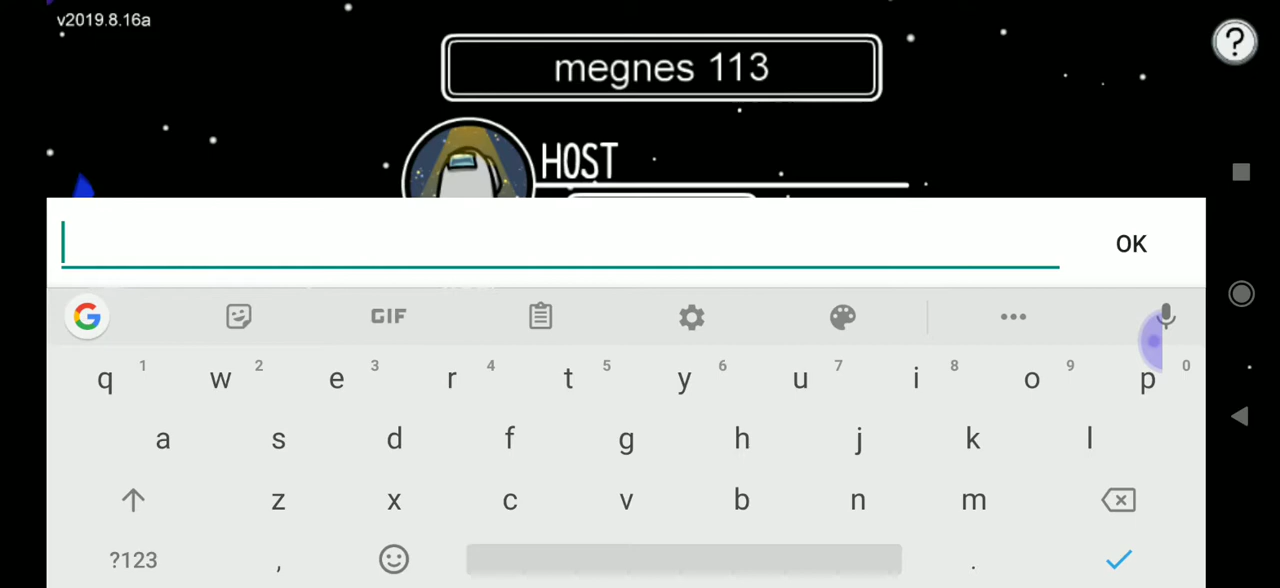 v2019.8.16a
?
megnes 113
HOST
OK
G
GIF
q 1 w 2 e 3 r 4 t 5 y 6 u 7 i 8 o 9 p 0
a s d f g h j k l
z x c v b n m
?123 , .